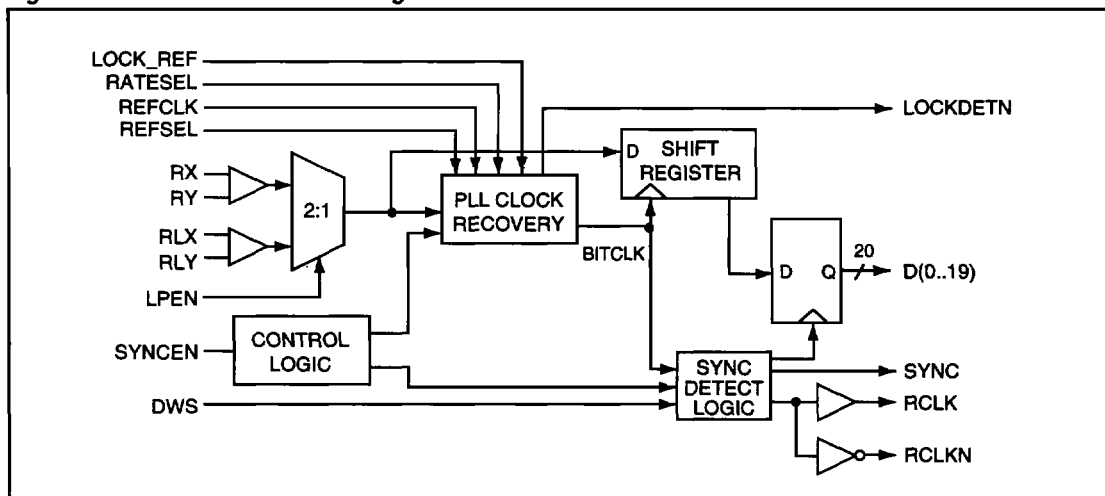 LOCK_REF
RATESEL
REFCLK
REFSEL
LOCKDETN
D SHIFT
REGISTER
RX
RY
2:1
PLL CLOCK
RECOVERY
RLX
RLY
BITCLK
D Q
20
D(0..19)
LPEN
SYNCEN
CONTROL
LOGIC
SYNC
DETECT
LOGIC
SYNC
DWS
RCLK
RCLKN